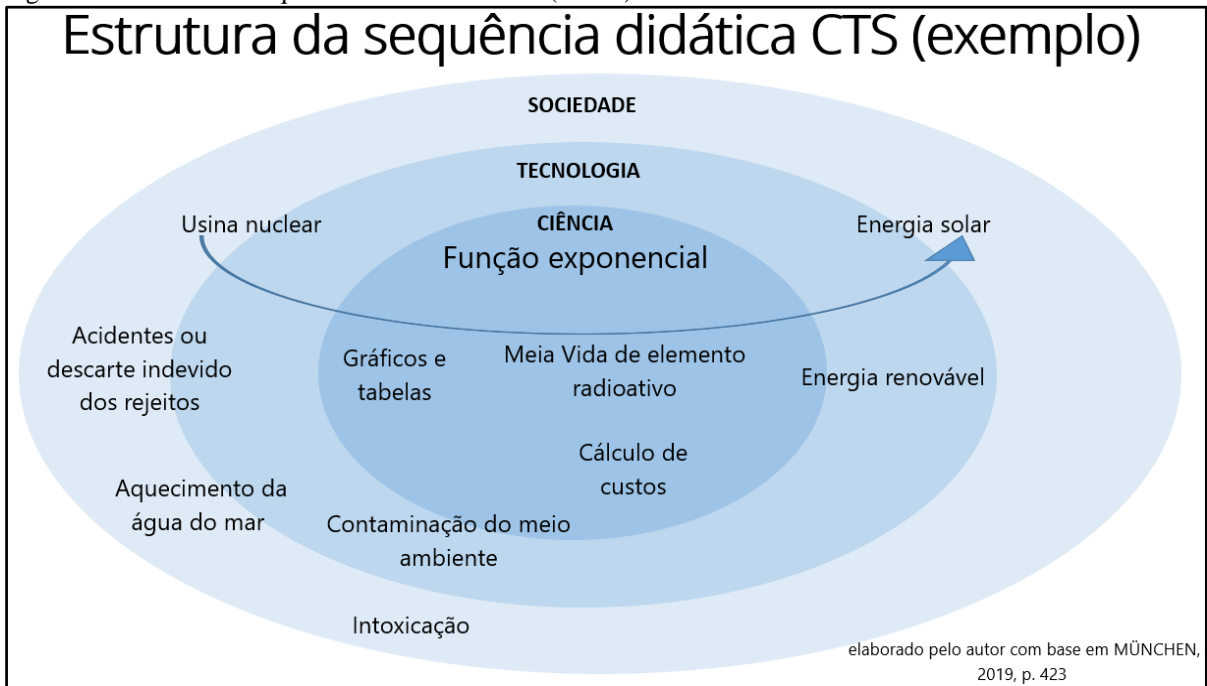 Estrutura da sequência didática CTS (exemplo)
SOCIEDADE
TECNOLOGIA
CIÊNCIA
Função exponencial
Usina nuclear
Energia solar
Acidentes ou
descarte indevido
dos rejeitos
Gráficos e
tabelas
Meia Vida de elemento
radioativo
Energia renovável
Cálculo de
custos
Aquecimento da
água do mar
Contaminação do meio
ambiente
Intoxicação
elaborado pelo autor com base em MÜNCHEN,
2019, p. 423